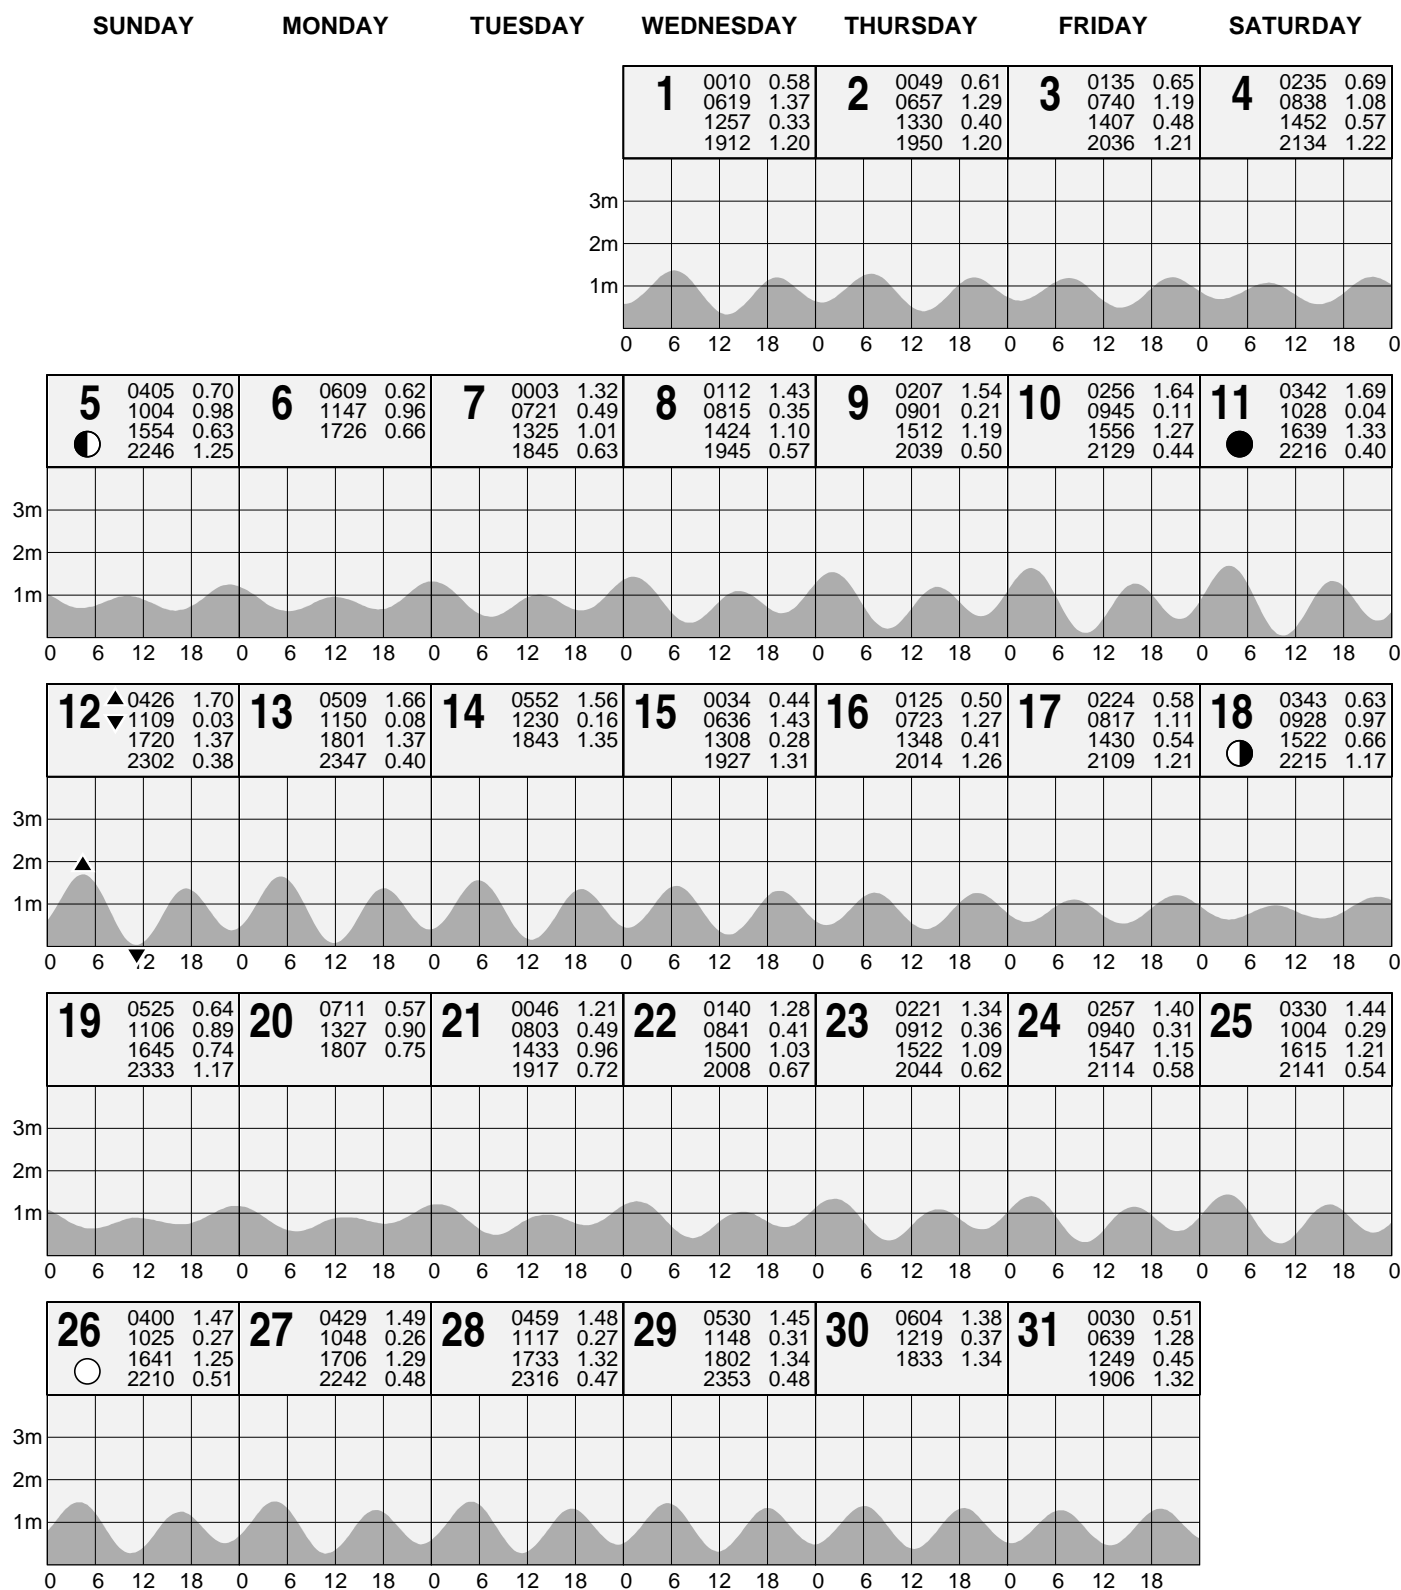 SUNDAY MONDAY TUESDAY WEDNESDAY THURSDAY FRIDAY SATURDAY
1 0010 0.58
0619 1.37
1257 0.33
1912 1.20
2 0049 0.61
0657 1.29
1330 0.40
1950 1.20
3 0135 0.65
0740 1.19
1407 0.48
2036 1.21
4 0235 0.69
0838 1.08
1452 0.57
2134 1.22
3m
2m
1m
0 6 12 18 0 6 12 18 0 6 12 18 0 6 12 18 0
5 0405 0.70
1004 0.98
1554 0.63
2246 1.25
6 0609 0.62
1147 0.96
1726 0.66
7 0003 1.32
0721 0.49
1325 1.01
1845 0.63
8 0112 1.43
0815 0.35
1424 1.10
1945 0.57
9 0207 1.54
0901 0.21
1512 1.19
2039 0.50
10 0256 1.64
0945 0.11
1556 1.27
2129 0.44
11 0342 1.69
1028 0.04
1639 1.33
2216 0.40
3m
2m
1m
0 6 12 18 0 6 12 18 0 6 12 18 0 6 12 18 0 6 12 18 0 6 12 18 0 6 12 18 0
12 0426 1.70
1109 0.03
1720 1.37
2302 0.38
13 0509 1.66
1150 0.08
1801 1.37
2347 0.40
14 0552 1.56
1230 0.16
1843 1.35
15 0034 0.44
0636 1.43
1308 0.28
1927 1.31
16 0125 0.50
0723 1.27
1348 0.41
2014 1.26
17 0224 0.58
0817 1.11
1430 0.54
2109 1.21
18 0343 0.63
0928 0.97
1522 0.66
2215 1.17
3m
2m
1m
0 6 12 18 0 6 12 18 0 6 12 18 0 6 12 18 0 6 12 18 0 6 12 18 0 6 12 18 0
19 0525 0.64
1106 0.89
1645 0.74
2333 1.17
20 0711 0.57
1327 0.90
1807 0.75
21 0046 1.21
0803 0.49
1433 0.96
1917 0.72
22 0140 1.28
0841 0.41
1500 1.03
2008 0.67
23 0221 1.34
0912 0.36
1522 1.09
2044 0.62
24 0257 1.40
0940 0.31
1547 1.15
2114 0.58
25 0330 1.44
1004 0.29
1615 1.21
2141 0.54
3m
2m
1m
0 6 12 18 0 6 12 18 0 6 12 18 0 6 12 18 0 6 12 18 0 6 12 18 0 6 12 18 0
26 0400 1.47
1025 0.27
1641 1.25
2210 0.51
27 0429 1.49
1048 0.26
1706 1.29
2242 0.48
28 0459 1.48
1117 0.27
1733 1.32
2316 0.47
29 0530 1.45
1148 0.31
1802 1.34
2353 0.48
30 0604 1.38
1219 0.37
1833 1.34
31 0030 0.51
0639 1.28
1249 0.45
1906 1.32
3m
2m
1m
0 6 12 18 0 6 12 18 0 6 12 18 0 6 12 18 0 6 12 18 0 6 12 18